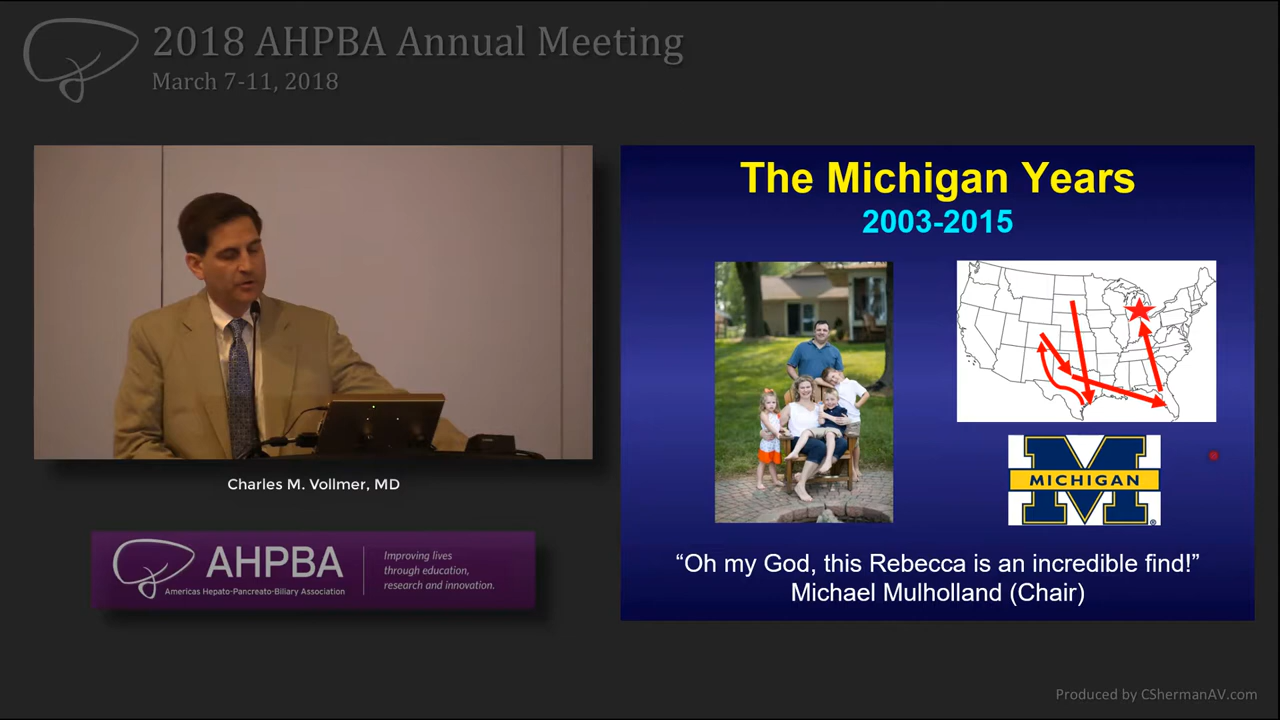 2018 AHPBA Annual Meeting
March 7-11, 2018
The Michigan Years
2003-2015
MICHIGAN
Charles M. Vollmer, MD
AHPBA
Americas Hepato-Pancreato-Biliary Association
Improving lives
through education,
research and innovation.
“Oh my God, this Rebecca is an incredible find!”
Michael Mulholland (Chair)
Produced by CShermanAV.com